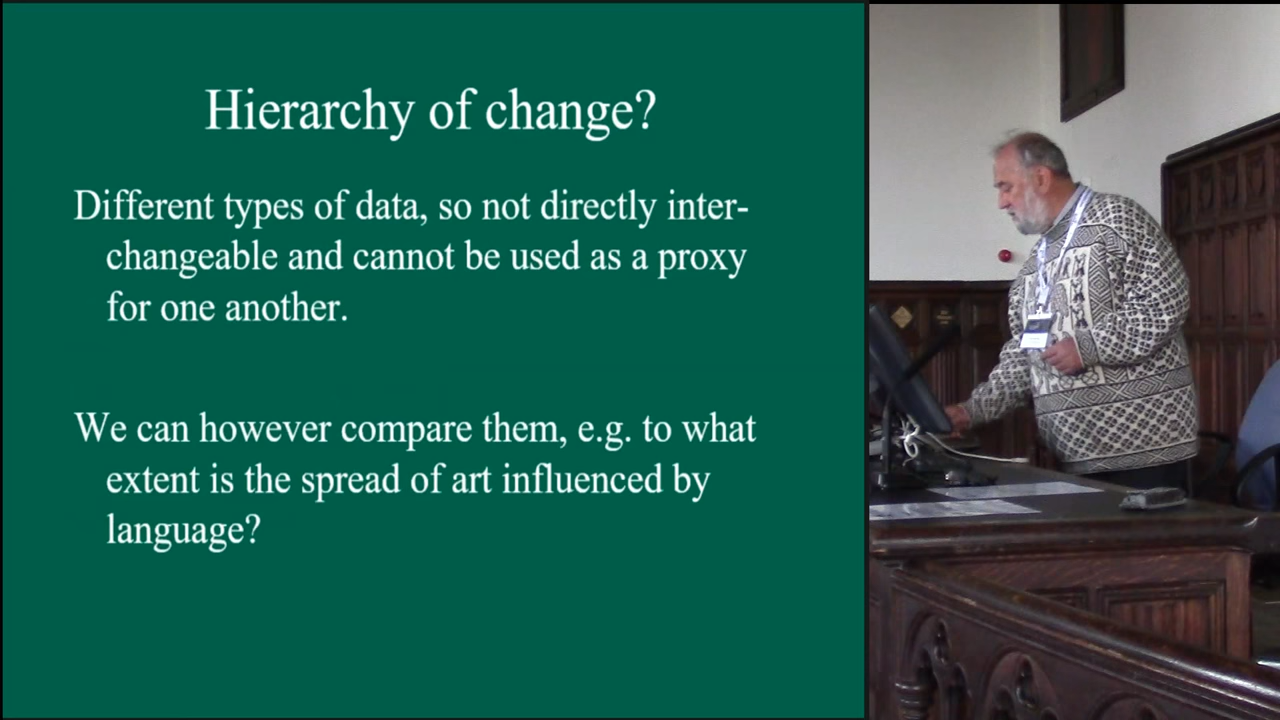 Hierarchy of change?
Different types of data, so not directly inter-
changeable and cannot be used as a proxy
for one another.
We can however compare them, e.g. to what
extent is the spread of art influenced by
language?